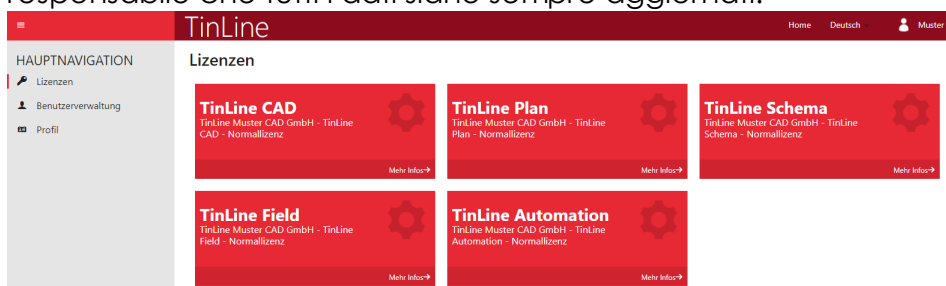 responsabile che tutti i dati siano sempre aggiornati.
TinLine Home Deutsch Muster
HAUPTNAVIGATION
Lizenzen
Benutzerverwaltung
Profil
Lizenzen
TinLine CAD
TinLine Muster CAD GmbH - TinLine
CAD - Normallizenz
Mehr Infos→
TinLine Plan
TinLine Muster CAD GmbH - TinLine
Plan - Normallizenz
Mehr Infos→
TinLine Schema
TinLine Muster CAD GmbH - TinLine
Schema - Normallizenz
Mehr Infos→
TinLine Field
TinLine Muster CAD GmbH - TinLine
Field - Normallizenz
Mehr Infos→
TinLine Automation
TinLine Muster CAD GmbH - TinLine
Automation - Normallizenz
Mehr Infos→